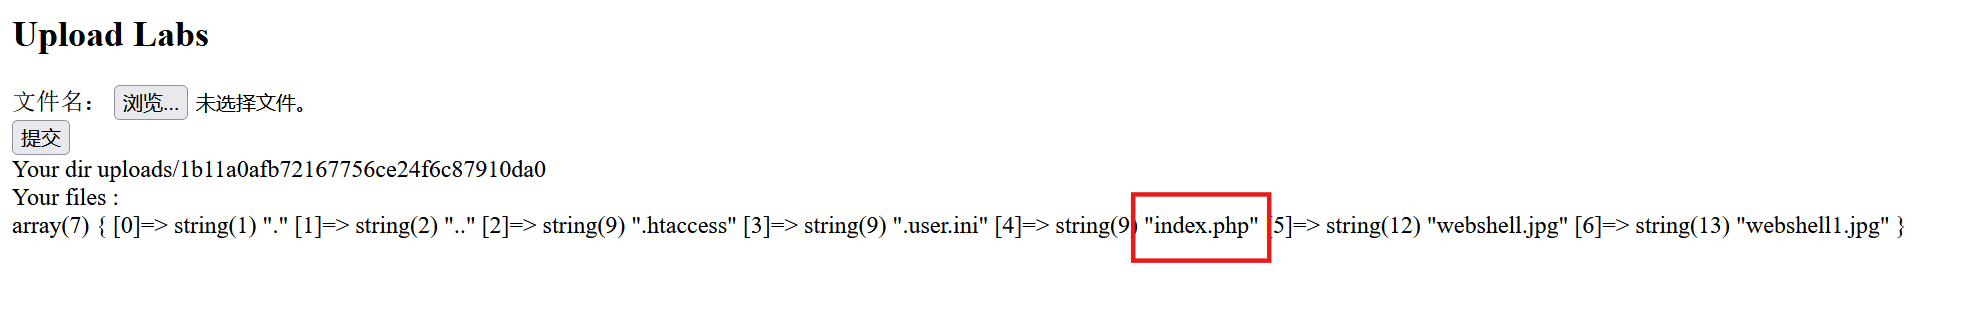 Upload Labs
文件名： 浏览... 未选择文件。
提交
Your dir uploads/1b11a0afb72167756ce24f6c87910da0
Your files :
array(7) { [0]=> string(1) "." [1]=> string(2) ".." [2]=> string(9) ".htaccess" [3]=> string(9) ".user.ini" [4]=> string(9) "index.php" [5]=> string(12) "webshell.jpg" [6]=> string(13) "webshell1.jpg" }